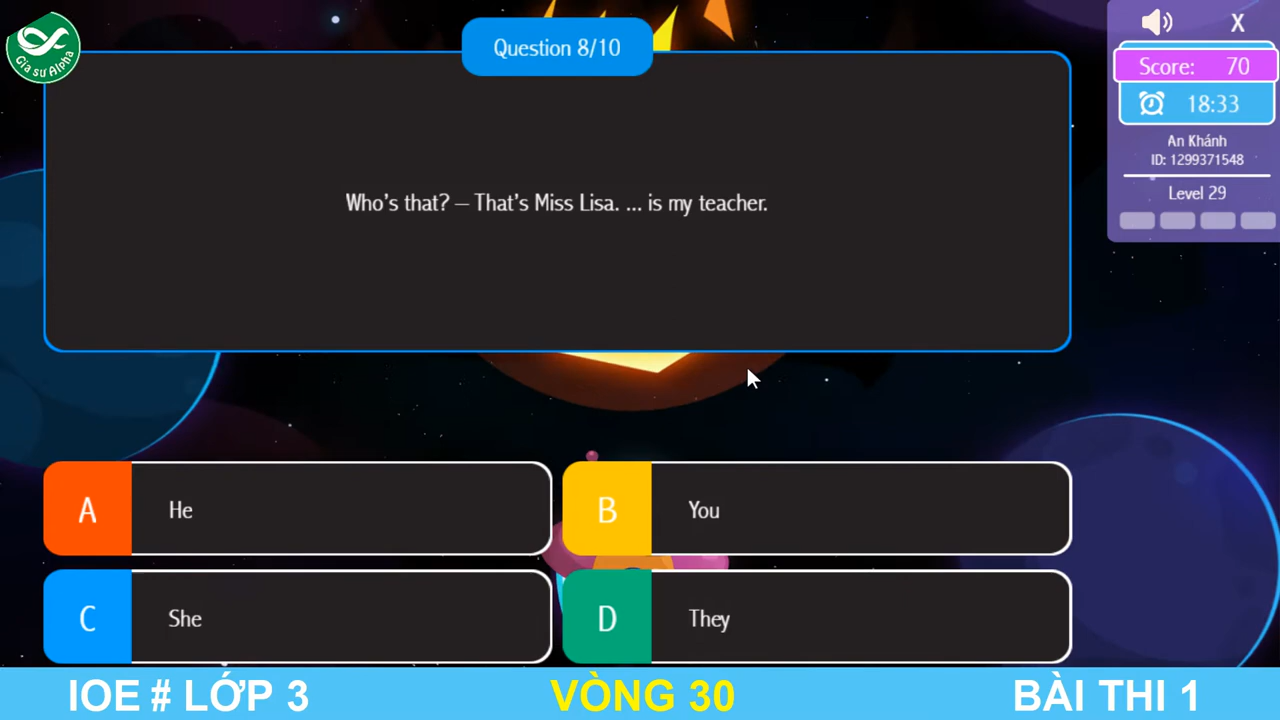 Gia sư Alpha
Question 8/10
X
Score: 70
18:33
An Khánh
ID: 1299371548
Level 29
Who's that? – That's Miss Lisa. ... is my teacher.
A He
B You
C She
D They
IOE # LỚP 3 VÒNG 30 BÀI THI 1